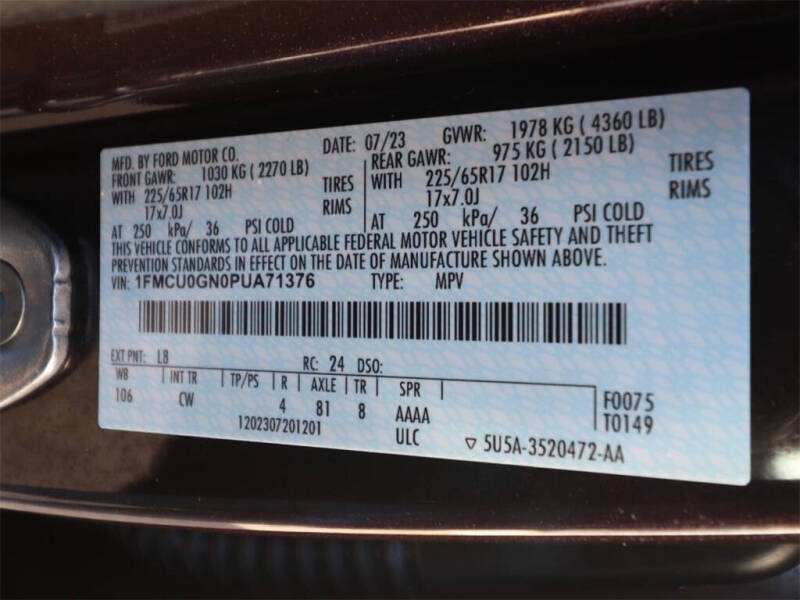 MFD. BY FORD MOTOR CO. DATE: 07/23 GVWR: 1978 KG ( 4360 LB)
FRONT GAWR: 1030 KG ( 2270 LB) REAR GAWR: 975 KG ( 2150 LB)
WITH 225/65R17 102H TIRES WITH 225/65R17 102H TIRES
17x7.0J RIMS 17x7.0J RIMS
AT 250 kPa/ 36 PSI COLD AT 250 kPa/ 36 PSI COLD
THIS VEHICLE CONFORMS TO ALL APPLICABLE FEDERAL MOTOR VEHICLE SAFETY AND THEFT
PREVENTION STANDARDS IN EFFECT ON THE DATE OF MANUFACTURE SHOWN ABOVE.
VIN: 1FMCU0GN0PUA71376 TYPE: MPV
EXT PNT: L8 RC: 24 DSO:
WB INT TR TP/PS R AXLE TR SPR F0075
106 CW 4 81 8 AAAA T0149
1202307201201 ULC ▽ 5U5A-3520472-AA